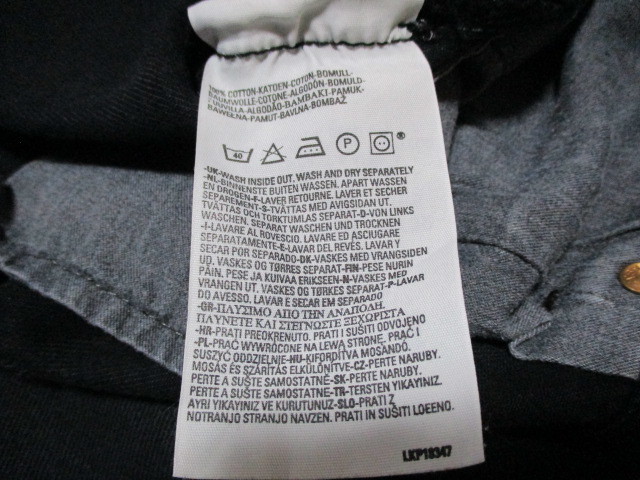 100% COTTON-KATOEN-COTON-BOMULL-
BAUMWOLLE-COTONE-ALGODÓN-BOMULD-
PUUVILLA-ALGODÃO-BAMBAKI-PAMUK-
BAWEŁNA-PAMUT-BAVLNA-BOMBAŽ
40 P ®
-UK-WASH INSIDE OUT. WASH AND DRY SEPARATELY
-NL-BINNENSTE BUITEN WASSEN. APART WASSEN
EN DROGEN-F-LAVER RETOURNE. LAVER ET SECHER
SEPAREMENT-S-TVÄTTAS MED AVIGSIDAN UT.
TVÄTTAS OCH TORKTUMLAS SEPARAT-D-VON LINKS
WASCHEN. SEPARAT WASCHEN UND TROCKNEN
-I-LAVARE AL ROVESCIO. LAVARE ED ASCIUGARE
SEPARATAMENTE-E-LAVAR DEL REVÉS. LAVAR Y
SECAR POR SEPARADO-DK-VASKES MED VRANGSIDEN
UD. VASKES OG TØRRES SEPARAT-FIN-PESE NURIN
PÄIN. PESE JA KUIVAA ERIKSEEN-N-VASKES MED
VRANGEN UT. VASKES OG TØRKES SEPARAT-P-LAVAR
DO AVESSO. LAVAR E SECAR EM SEPARADO
-GR-ΠΛΥΣΙΜΟ ΑΠΟ ΤΗΝ ΑΝΑΠΟΔΗ.
ΠΛΥΝΕΤΕ ΚΑΙ ΣΤΕΓΝΩΣΤΕ ΞΕΧΩΡΙΣΤΑ
-HR-PRATI PREOKRENUTO. PRATI I SUŠITI ODVOJENO
-PL-PRAĆ WYWRÓCONE NA LEWĄ STRONĘ, PRAĆ I
SUSZYĆ ODDZIELNIE-HU-KIFORDÍTVA MOSANDÓ.
MOSÁS ÉS SZÁRÍTÁS ELKÜLÖNÍTVE-CZ-PERTE NARUBY.
PERTE A SUŠTE SAMOSTATNĚ-SK-PERTE NARUBY.
PERTE A SUŠTE SAMOSTATNE-TR-TERSTEN YIKAYINIZ.
AYRI YIKAYINIZ VE KURUTUNUZ-SLO-PRATI Z
NOTRANJO STRANJO NAVZEN. PRATI IN SUŠITI LOEENO.
LKP18347